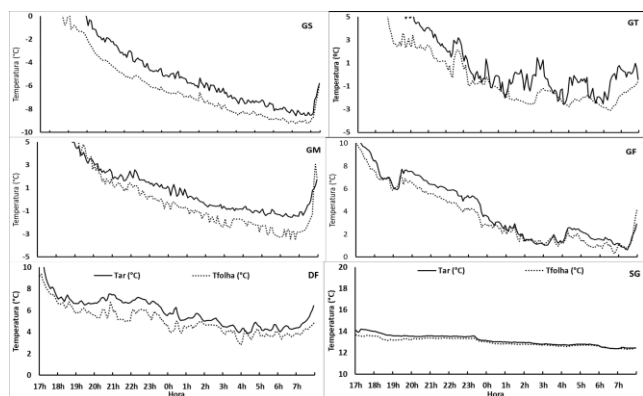 GS
Temperatura (°C)
0
-2
-4
-6
-8
-10
GT
Temperatura (ºC)
5
3
1
-1
-3
-5
GM
Temperatura (°C)
5
3
1
-1
-3
-5
GF
Temperatura (°C)
10
8
6
4
2
0
Tar (°C) Tfolha (°C) DF
Temperatura (°C)
10
8
6
4
2
0
17h 18h 19h 20h 21h 22h 23h 0h 1h 2h 3h 4h 5h 6h 7h
Hora
Tar (°C) Tfolha (°C) SG
Temperatura (°C)
20
18
16
14
12
10
17h 18h 19h 20h 21h 22h 23h 0h 1h 2h 3h 4h 5h 6h 7h
Hora